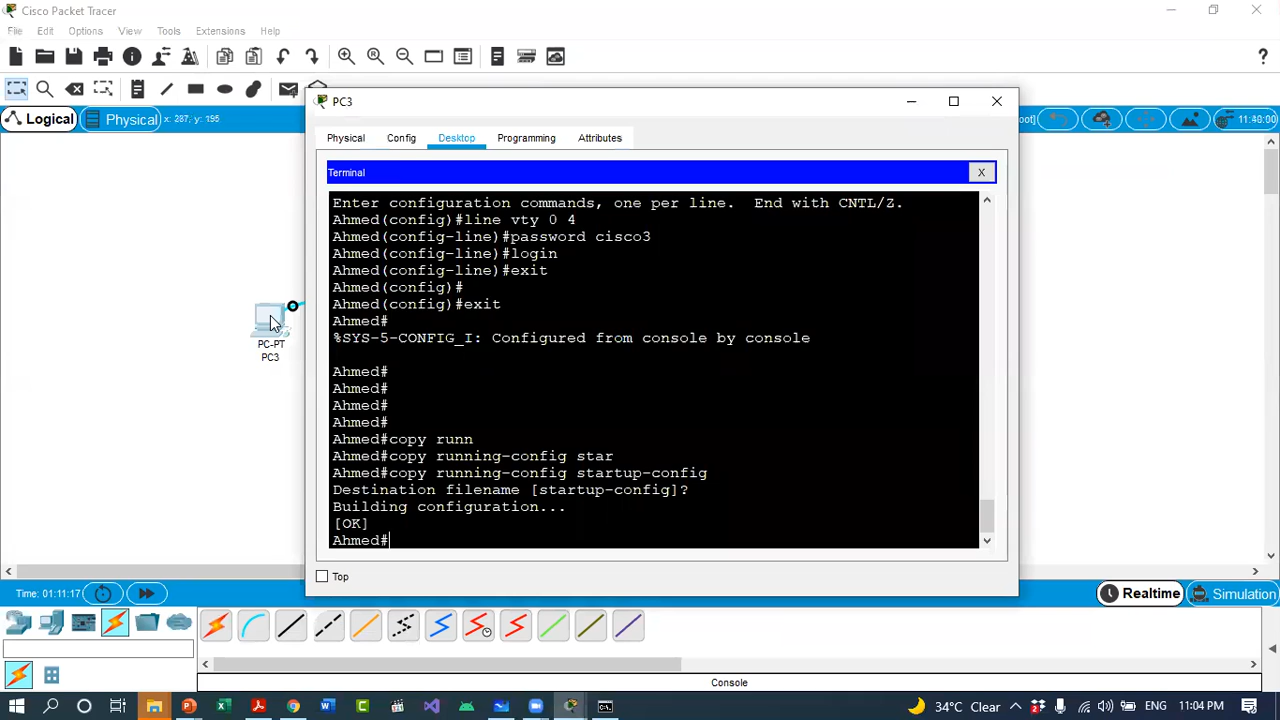 Cisco Packet Tracer
File Edit Options View Tools Extensions Help
?
Logical Physical x: 287, y: 195
oot] 11:46:00
PC3
Physical Config Desktop Programming Attributes
Terminal X
Enter configuration commands, one per line.  End with CNTL/Z.
Ahmed(config)#line vty 0 4
Ahmed(config-line)#password cisco3
Ahmed(config-line)#login
Ahmed(config-line)#exit
Ahmed(config)#
Ahmed(config)#exit
Ahmed#
%SYS-5-CONFIG_I: Configured from console by console
Ahmed#
Ahmed#
Ahmed#
Ahmed#
Ahmed#copy runn
Ahmed#copy running-config star
Ahmed#copy running-config startup-config
Destination filename [startup-config]?
Building configuration...
[OK]
Ahmed#
Top
PC-PT
PC3
Time: 01:11:17 Realtime Simulation
Console
34°C Clear ENG 11:04 PM